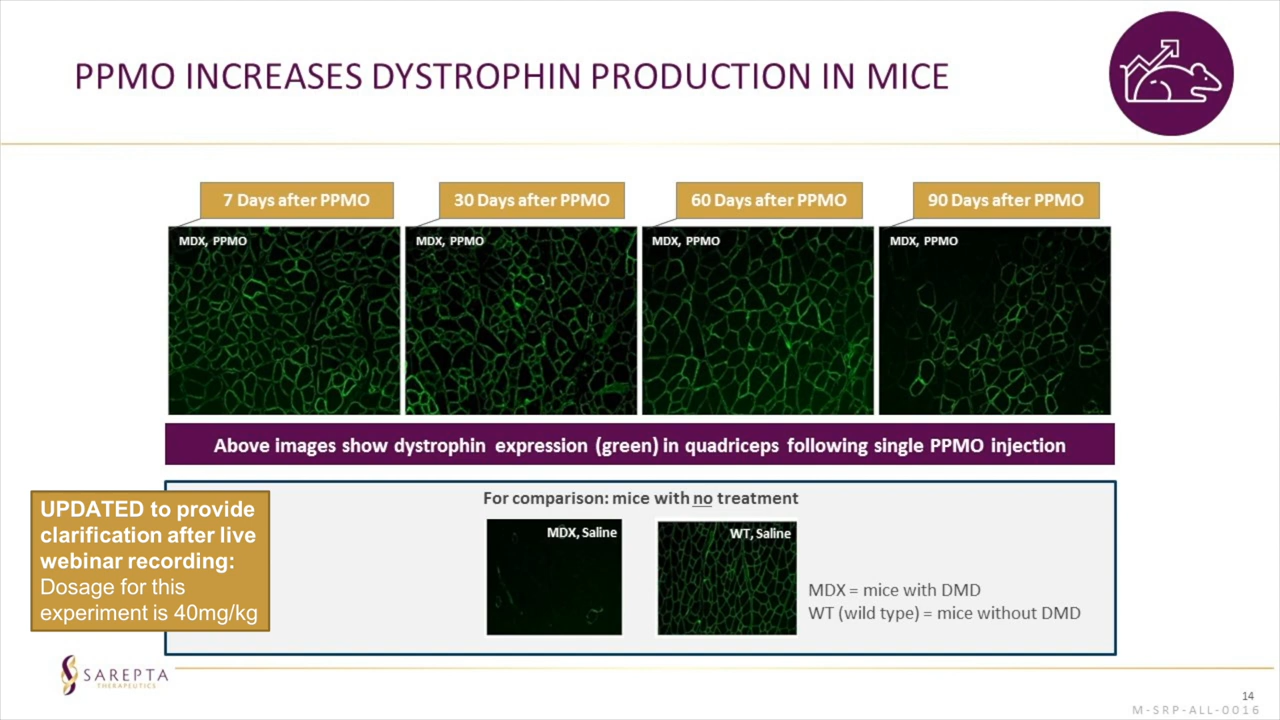 PPMO INCREASES DYSTROPHIN PRODUCTION IN MICE
7 Days after PPMO
30 Days after PPMO
60 Days after PPMO
90 Days after PPMO
MDX, PPMO
MDX, PPMO
MDX, PPMO
MDX, PPMO
Above images show dystrophin expression (green) in quadriceps following single PPMO injection
For comparison: mice with no treatment
MDX, Saline
WT, Saline
MDX = mice with DMD
WT (wild type) = mice without DMD
UPDATED to provide
clarification after live
webinar recording:
Dosage for this
experiment is 40mg/kg
SAREPTA
THERAPEUTICS
14
M-SRP-ALL-0016